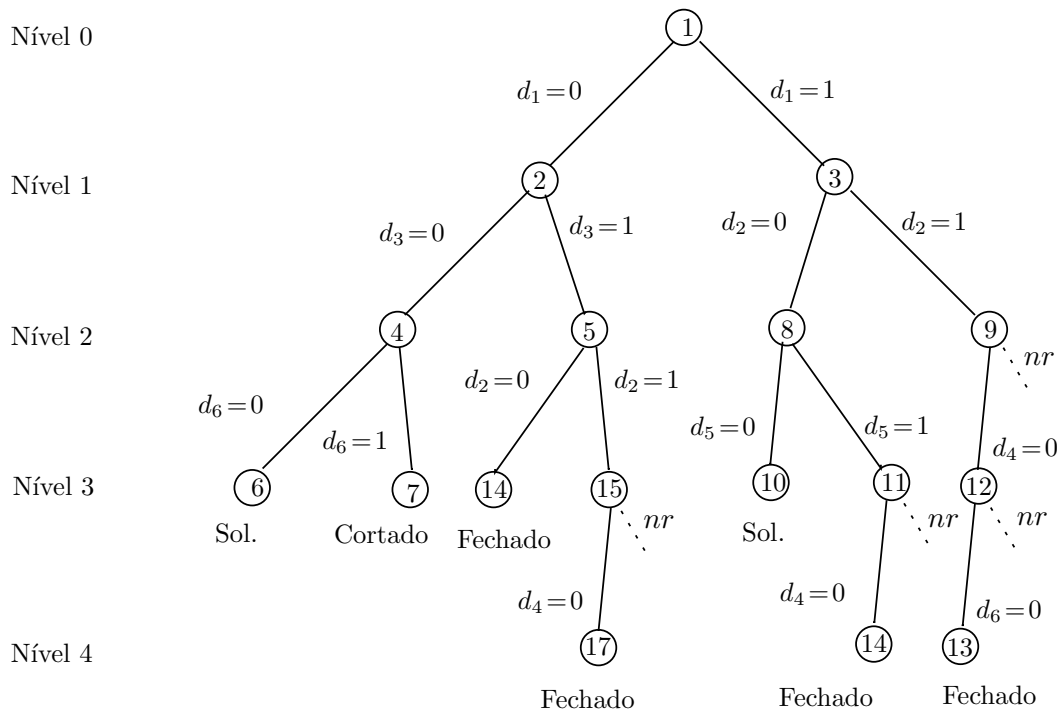 Nível 0
1
d₁=0
d₁=1
Nível 1
2
3
d₃=0
d₃=1
d₂=0
d₂=1
Nível 2
4
5
8
9
nr
d₆=0
d₆=1
d₂=0
d₂=1
d₅=0
d₅=1
d₄=0
Nível 3
6
7
14
15
10
11
12
nr
nr
nr
Sol.
Cortado
Fechado
Sol.
d₄=0
d₄=0
d₆=0
Nível 4
17
14
13
Fechado
Fechado
Fechado